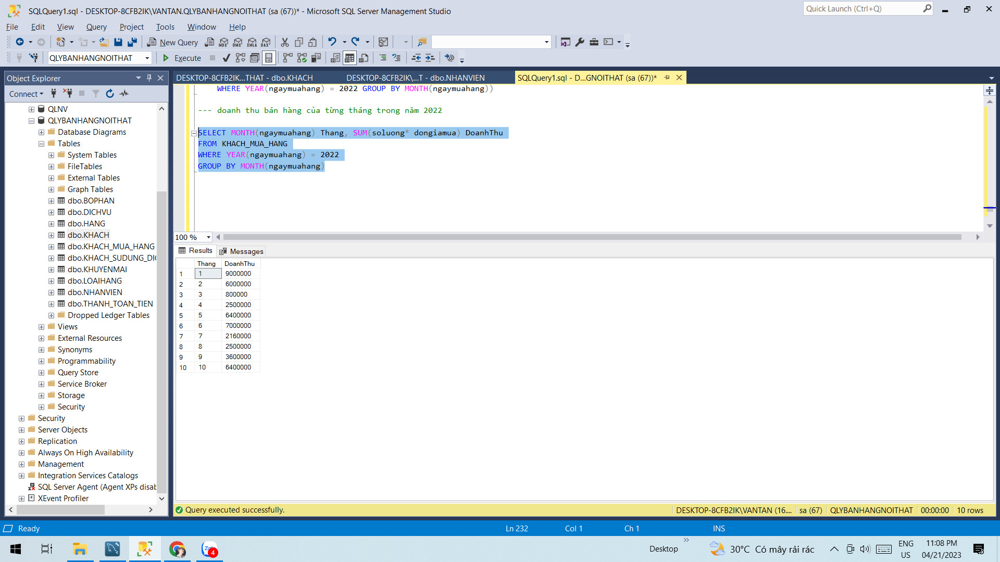 SQLQuery1.sql - DESKTOP-8CFB2IK\VANTAN.QLYBANHANGNOITHAT (sa (67))* - Microsoft SQL Server Management Studio
Quick Launch (Ctrl+Q)
File Edit View Query Project Tools Window Help
New Query MDX DMX XMLA DAX
QLYBANHANGNOITHAT Execute
Object Explorer
DESKTOP-8CFB2IK...THAT - dbo.KHACH
DESKTOP-8CFB2IK\...T - dbo.NHANVIEN
SQLQuery1.sql - D...GNOITHAT (sa (67))*
Connect
QLNV
QLYBANHANGNOITHAT
Database Diagrams
Tables
System Tables
FileTables
External Tables
Graph Tables
dbo.BOPHAN
dbo.DICHVU
dbo.HANG
dbo.KHACH
dbo.KHACH_MUA_HANG
dbo.KHACH_SUDUNG_DIC
dbo.KHUYENMAI
dbo.LOAIHANG
dbo.NHANVIEN
dbo.THANH_TOAN_TIEN
Dropped Ledger Tables
Views
External Resources
Synonyms
Programmability
Query Store
Service Broker
Storage
Security
Security
Server Objects
Replication
Always On High Availability
Management
Integration Services Catalogs
SQL Server Agent (Agent XPs disab
XEvent Profiler
WHERE YEAR(ngaymuahang) = 2022 GROUP BY MONTH(ngaymuahang))
--- doanh thu bán hàng của từng tháng trong năm 2022
SELECT MONTH(ngaymuahang) Thang, SUM(soluong* dongiamua) DoanhThu
FROM KHACH_MUA_HANG
WHERE YEAR(ngaymuahang) = 2022
GROUP BY MONTH(ngaymuahang)
100 %
Results Messages
Thang DoanhThu
1 1 9000000
2 2 6000000
3 3 800000
4 4 2500000
5 5 6400000
6 6 7000000
7 7 2160000
8 8 2500000
9 9 3600000
10 10 6400000
Query executed successfully.
DESKTOP-8CFB2IK\VANTAN (16.... sa (67) QLYBANHANGNOITHAT 00:00:00 10 rows
Ready Ln 232 Col 1 Ch 1 INS
4
Desktop
30°C Có mây rải rác
ENG
US
11:08 PM
04/21/2023